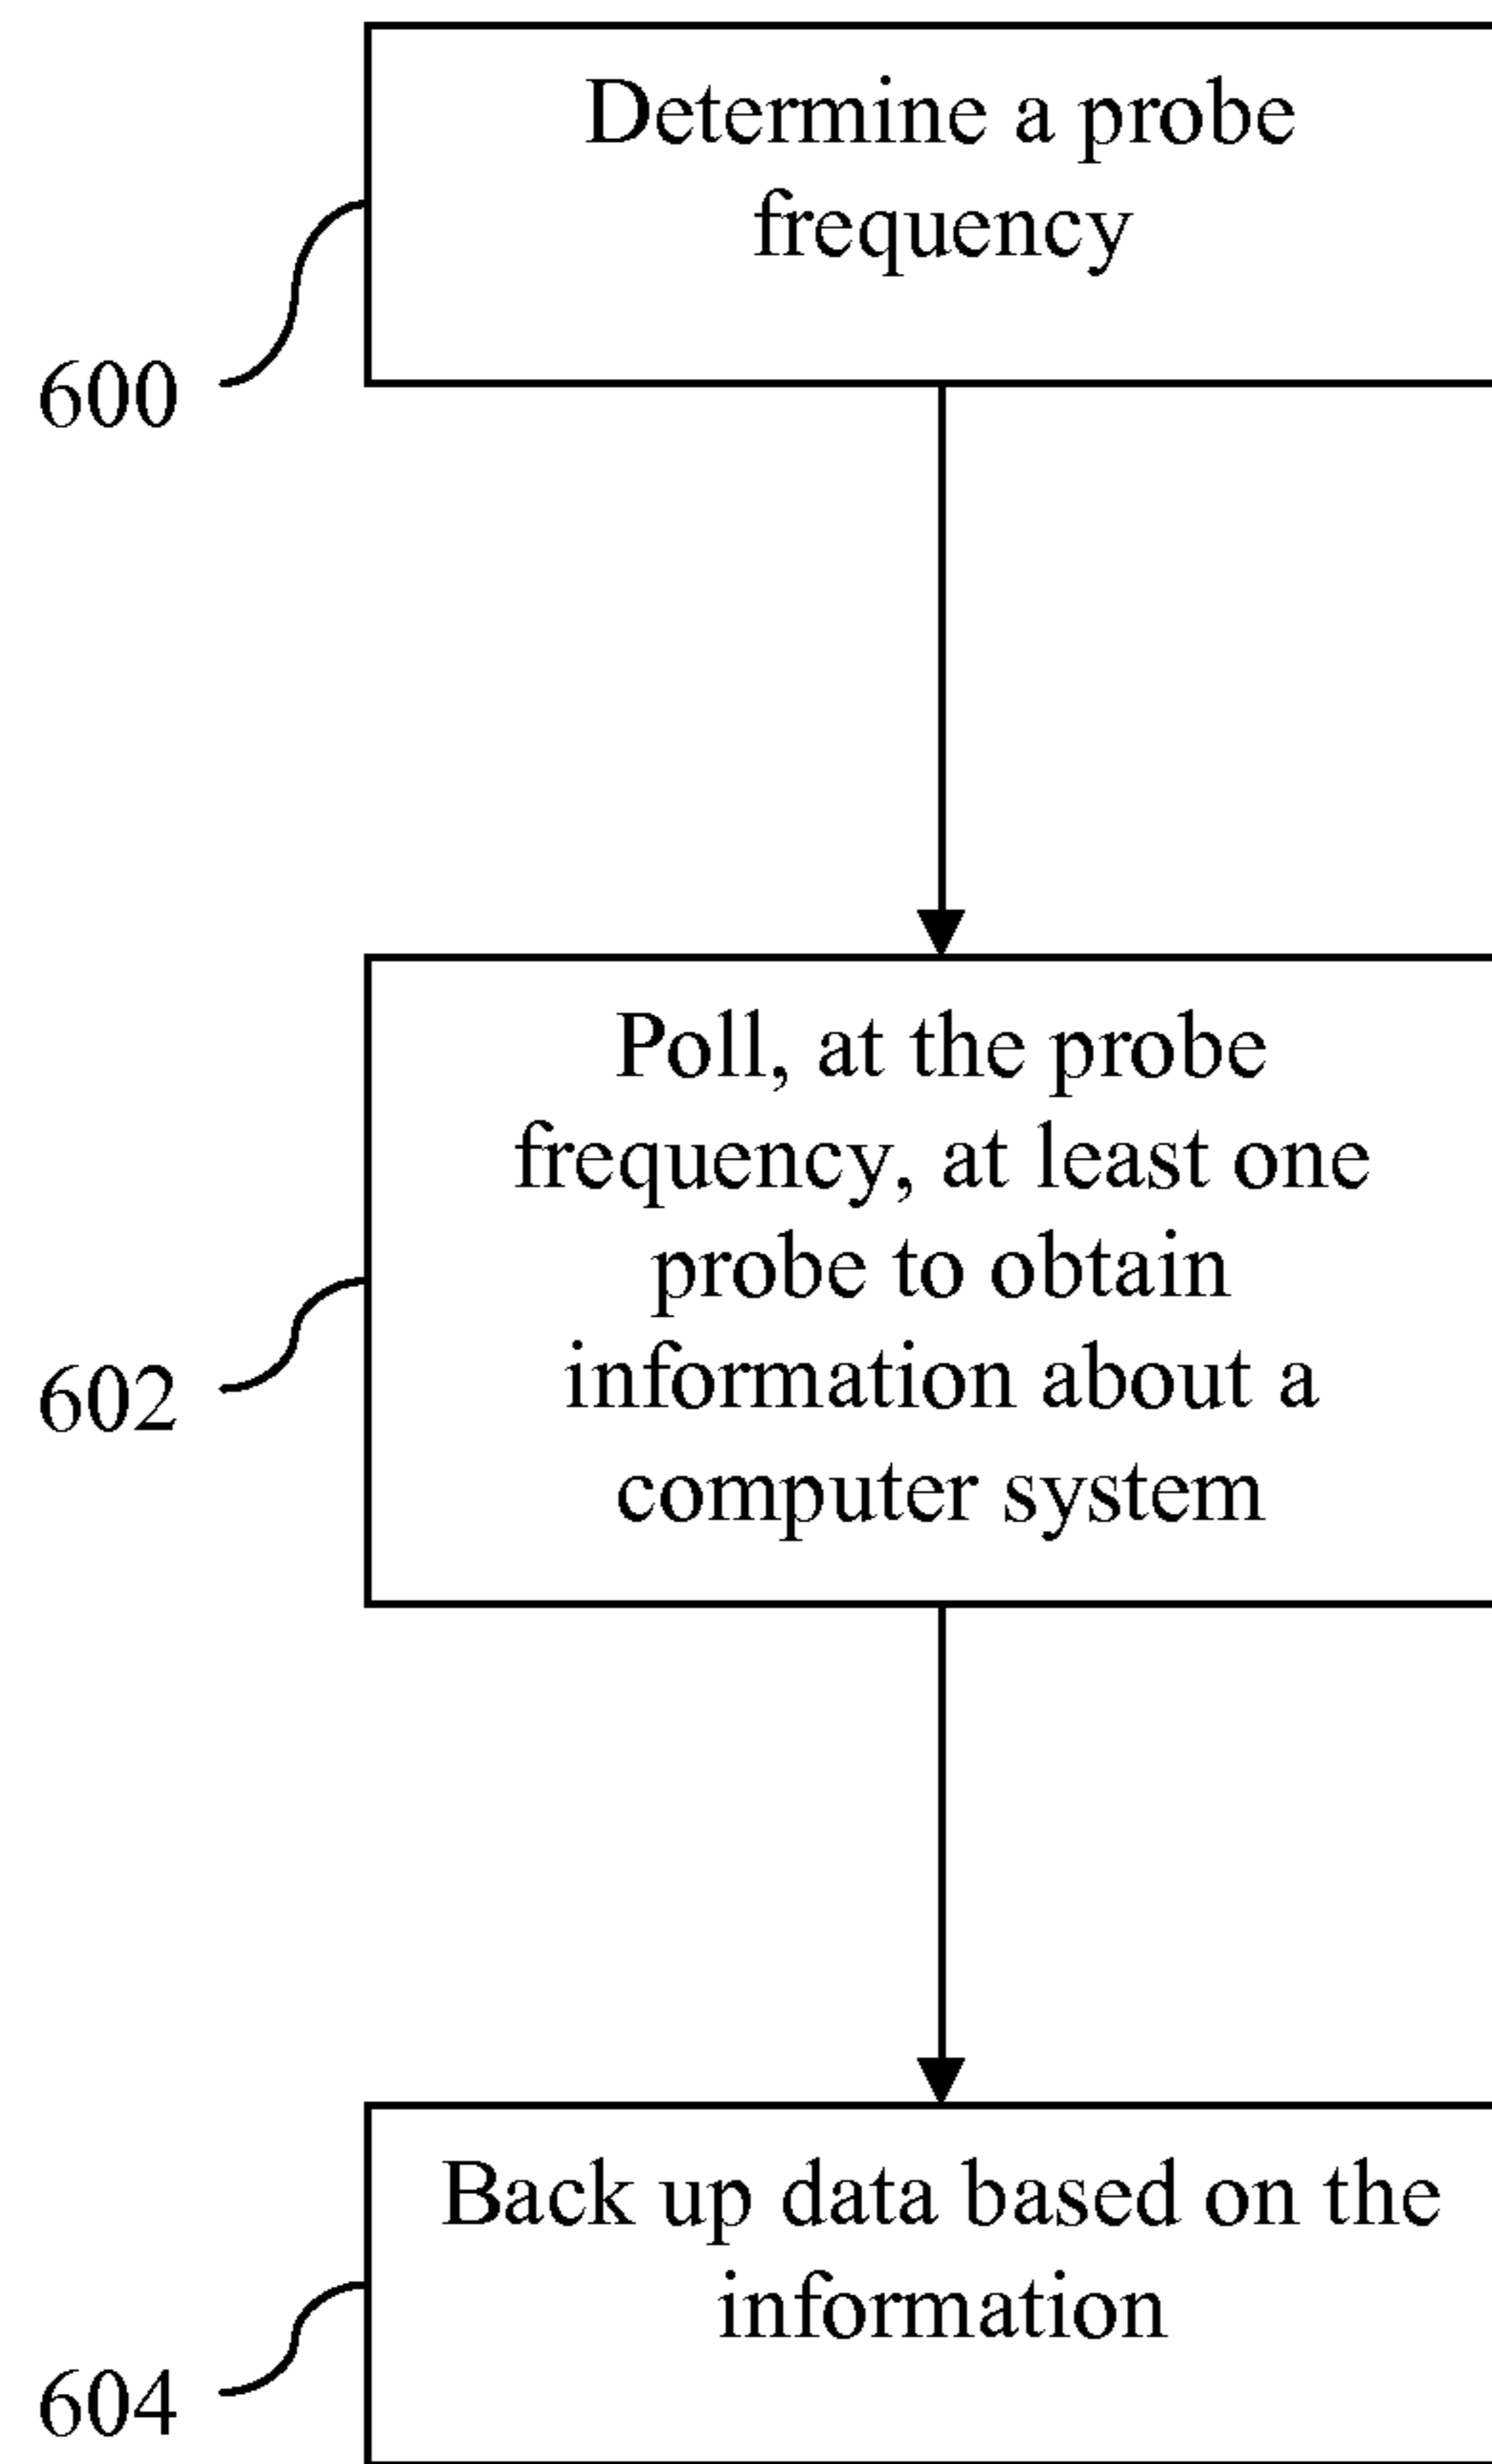 Determine a probe
frequency
600
Poll, at the probe
frequency, at least one
probe to obtain
information about a
computer system
602
Back up data based on the
information
604